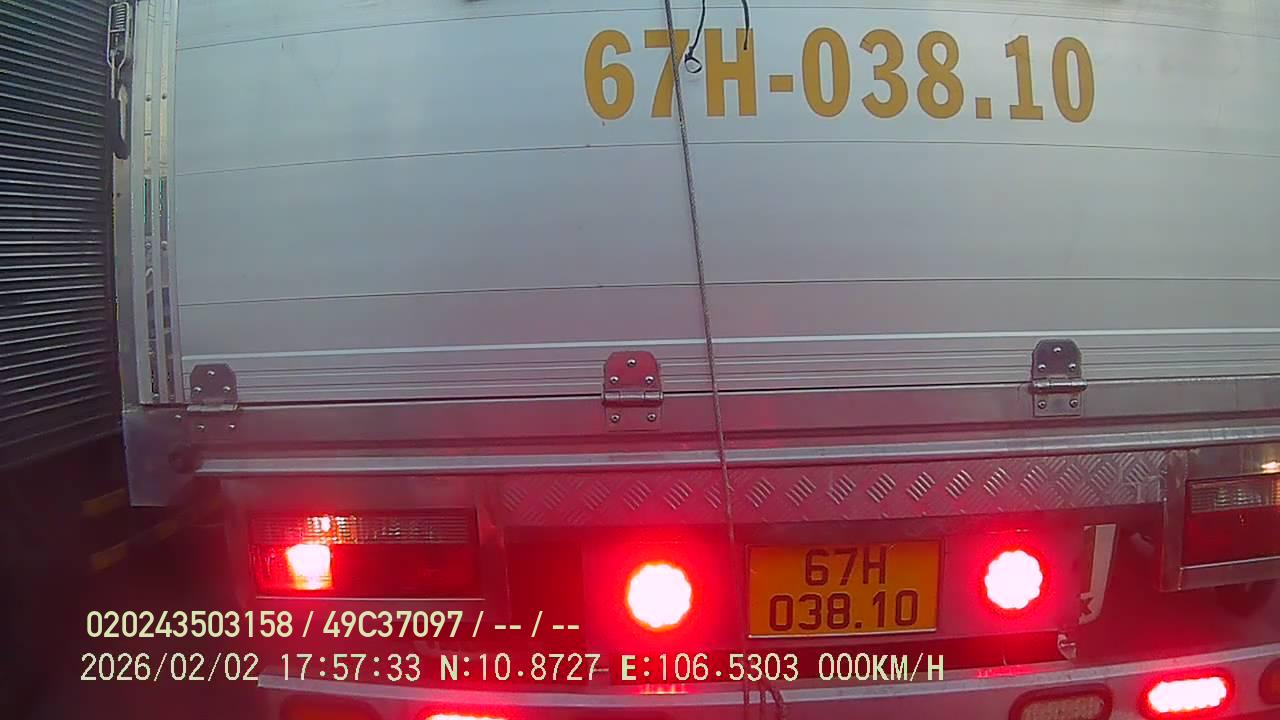 67H-038.10
67H
038.10
020243503158 / 49C37097 / -- / --
2026/02/02 17:57:33 N:10.8727 E:106.5303 000KM/H